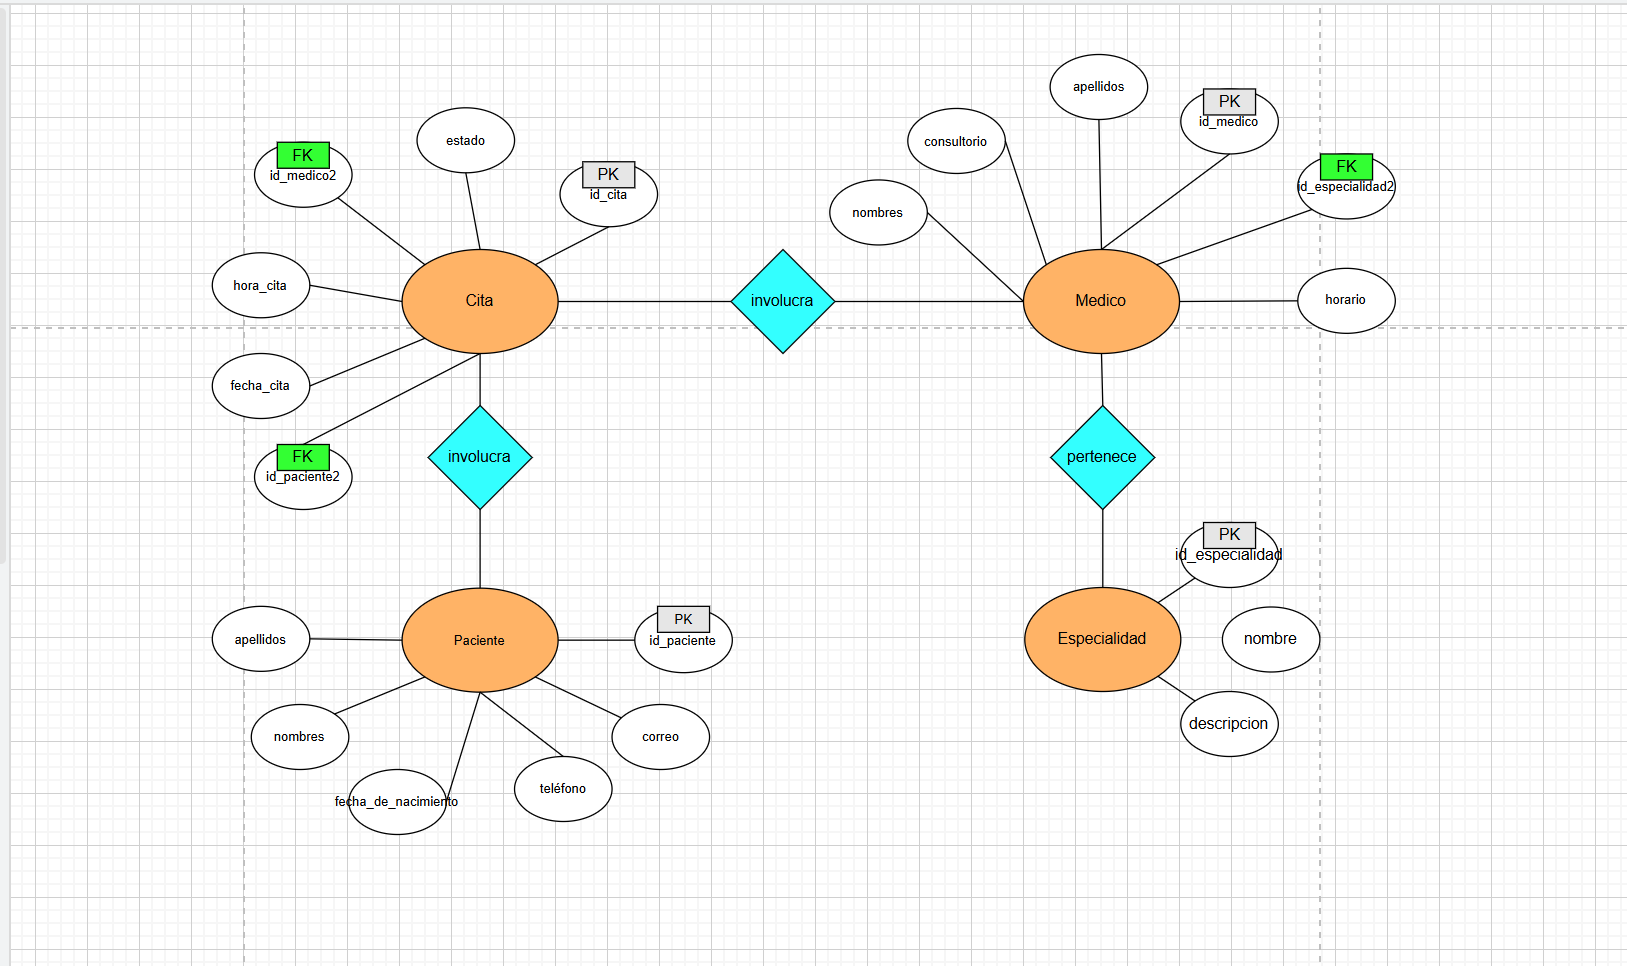 apellidos
PK
id_medico
consultorio
estado
FK
id_medico2
PK
id_cita
FK
id_especialidad2
nombres
hora_cita
Cita
involucra
Medico
horario
fecha_cita
FK
id_paciente2
involucra
pertenece
PK
id_especialidad
apellidos
Paciente
PK
id_paciente
Especialidad
nombre
nombres
correo
descripcion
fecha_de_nacimiento
teléfono